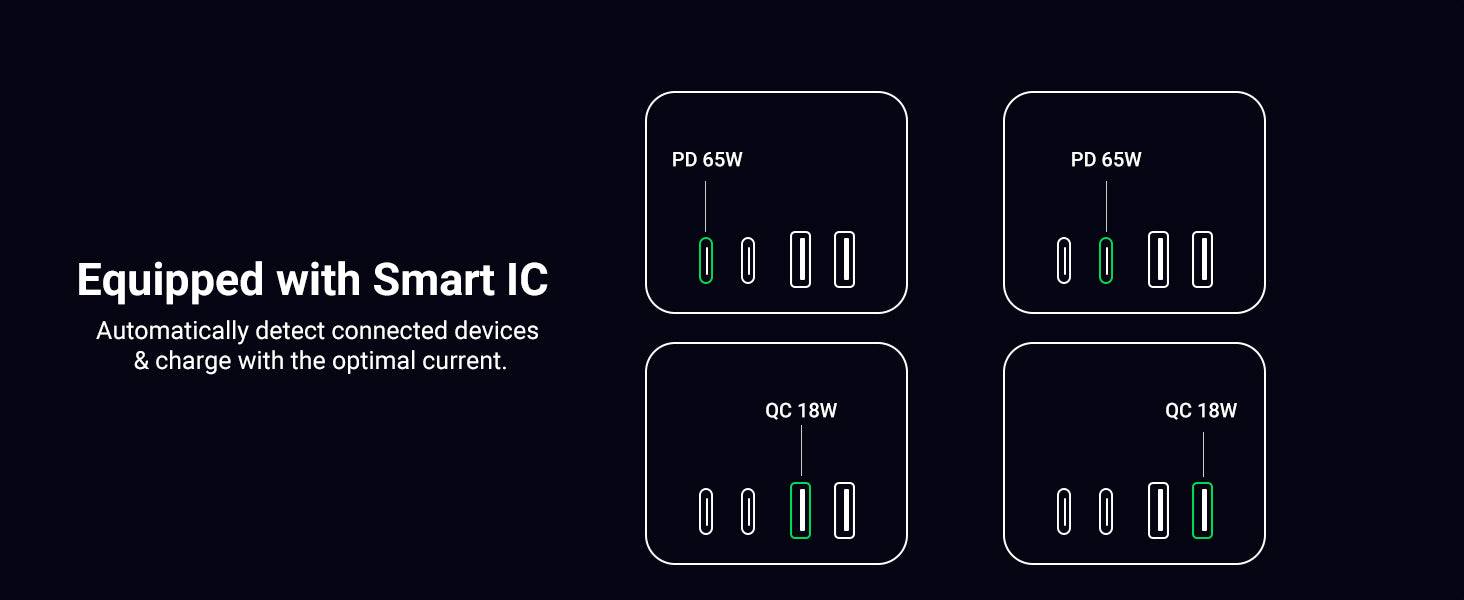 Equipped with Smart IC
Automatically detect connected devices
& charge with the optimal current.
PD 65W
PD 65W
QC 18W
QC 18W